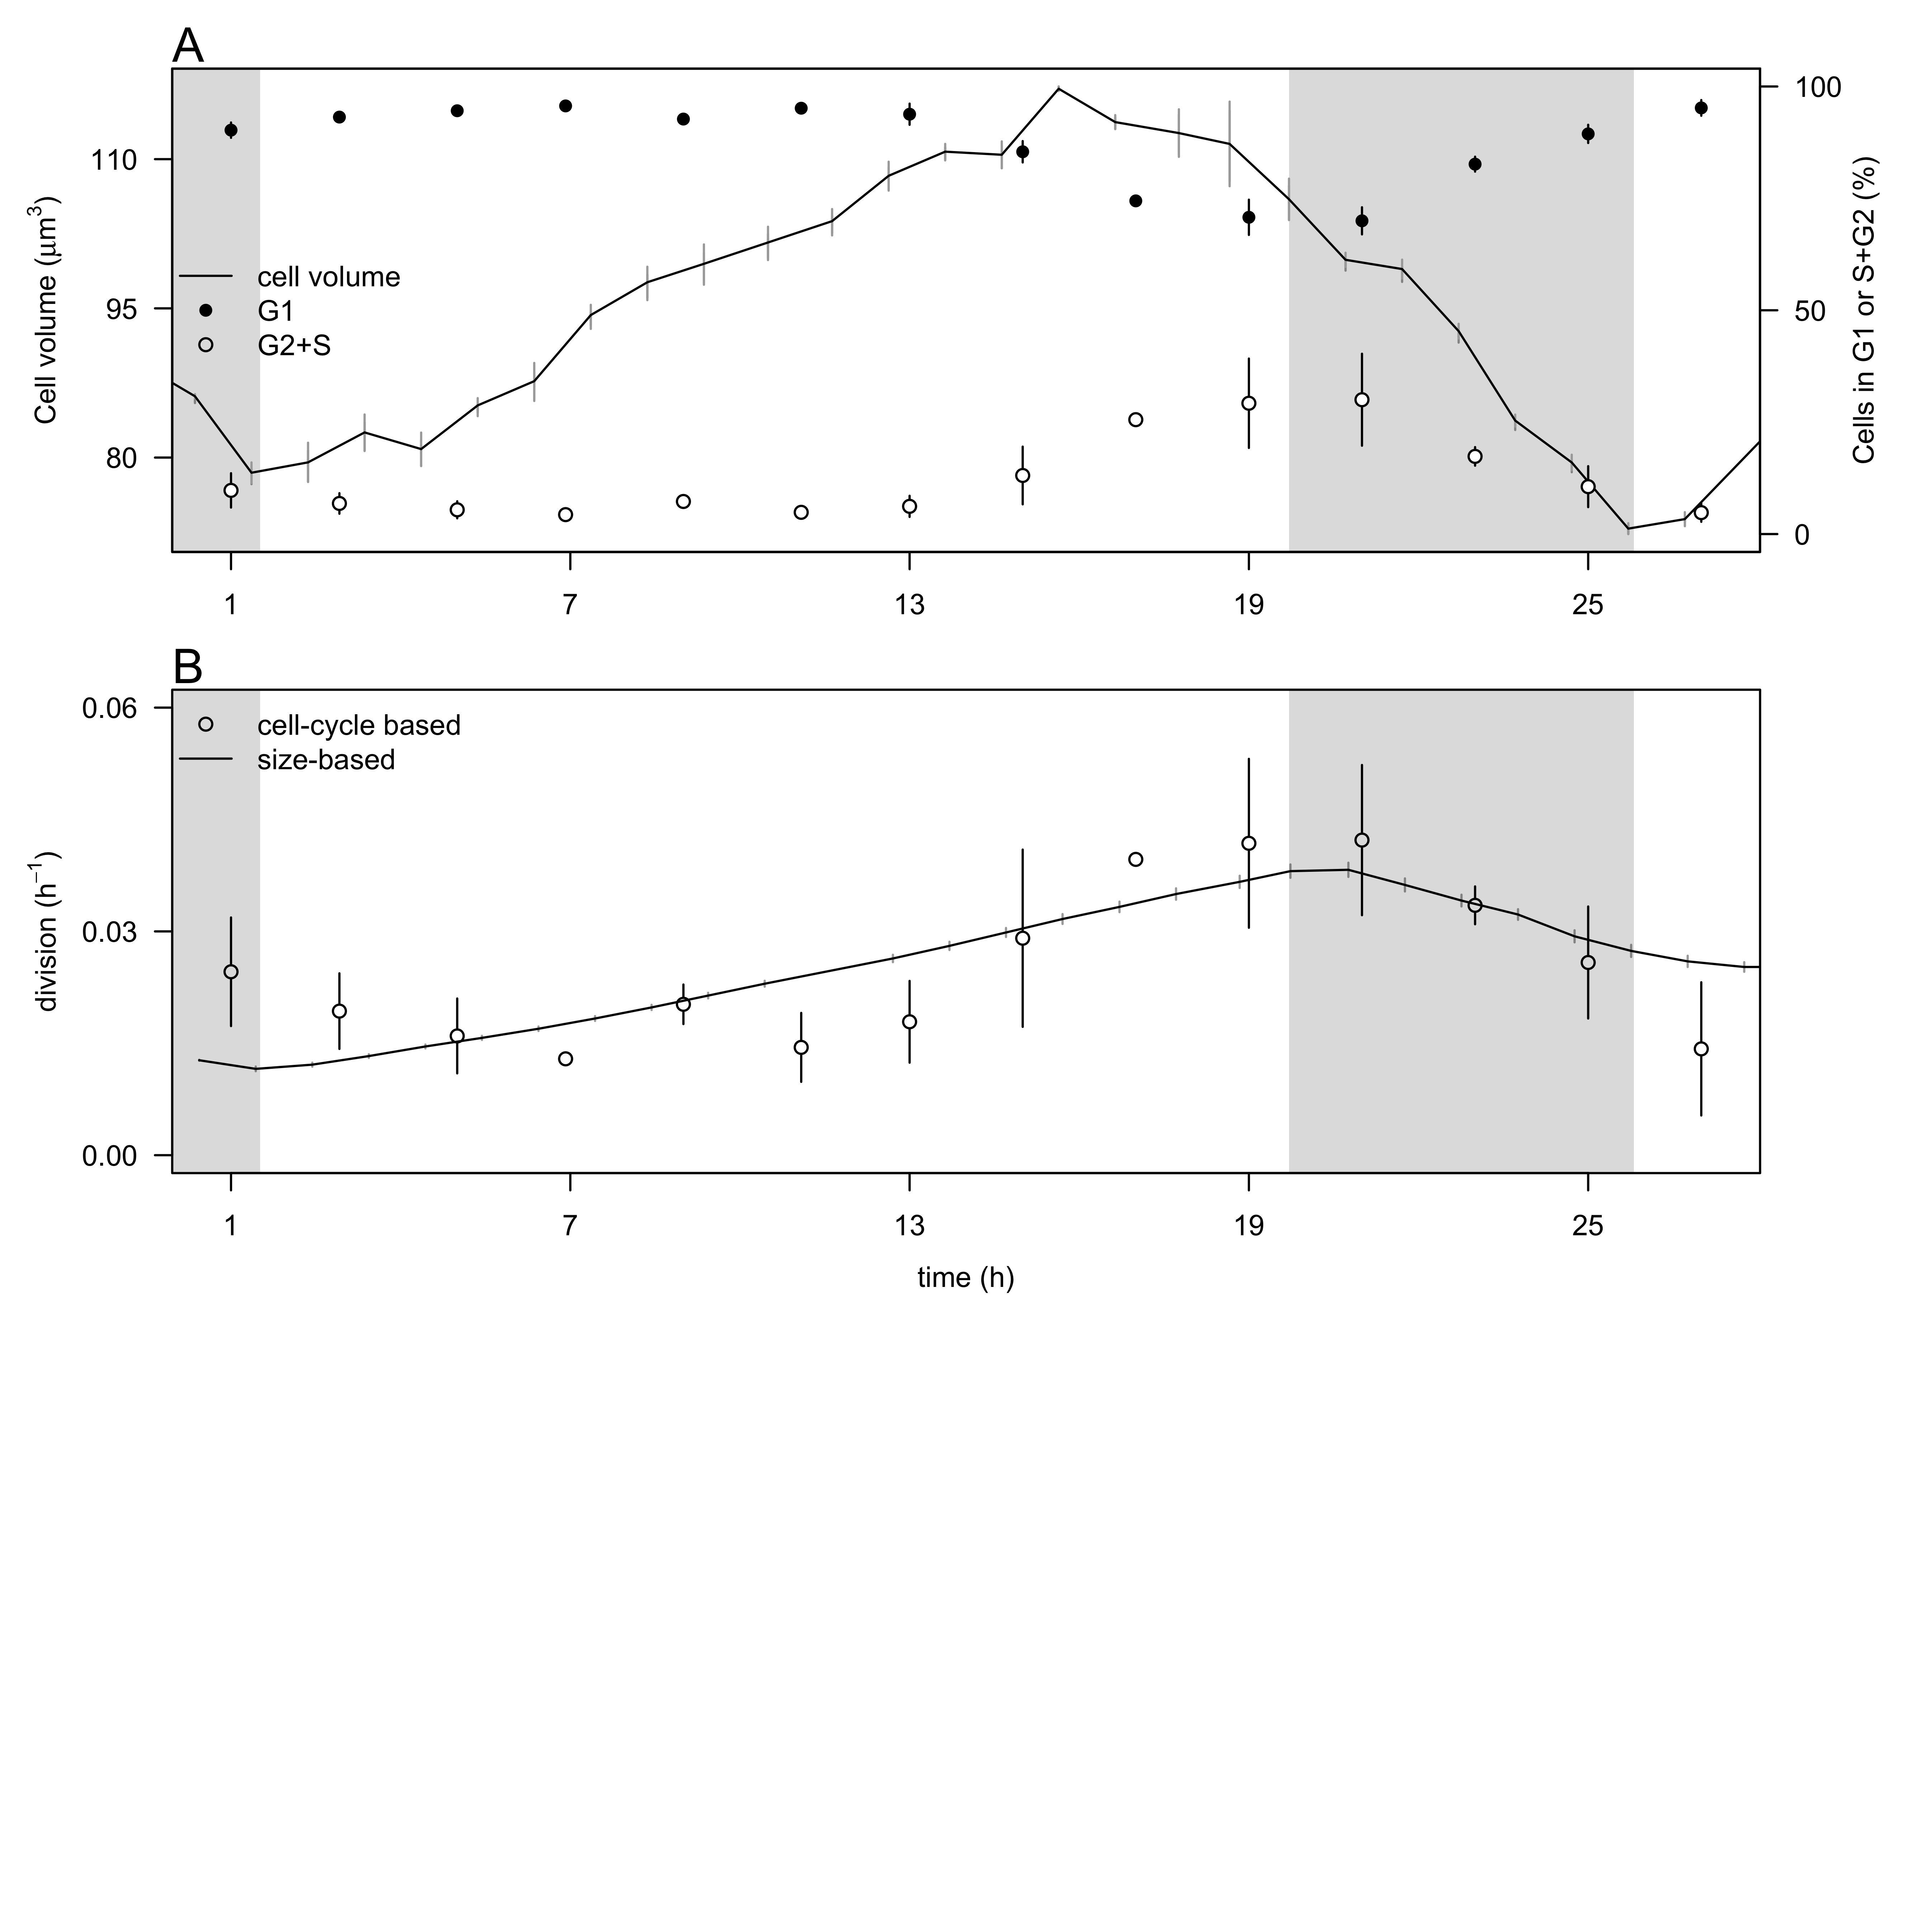 A
Cell volume (μm³)
110
95
80
cell volume
G1
G2+S
100
50
0
Cells in G1 or S+G2 (%)
1 7 13 19 25
B
division (h⁻¹)
0.06
0.03
0.00
cell-cycle based
size-based
1 7 13 19 25
time (h)